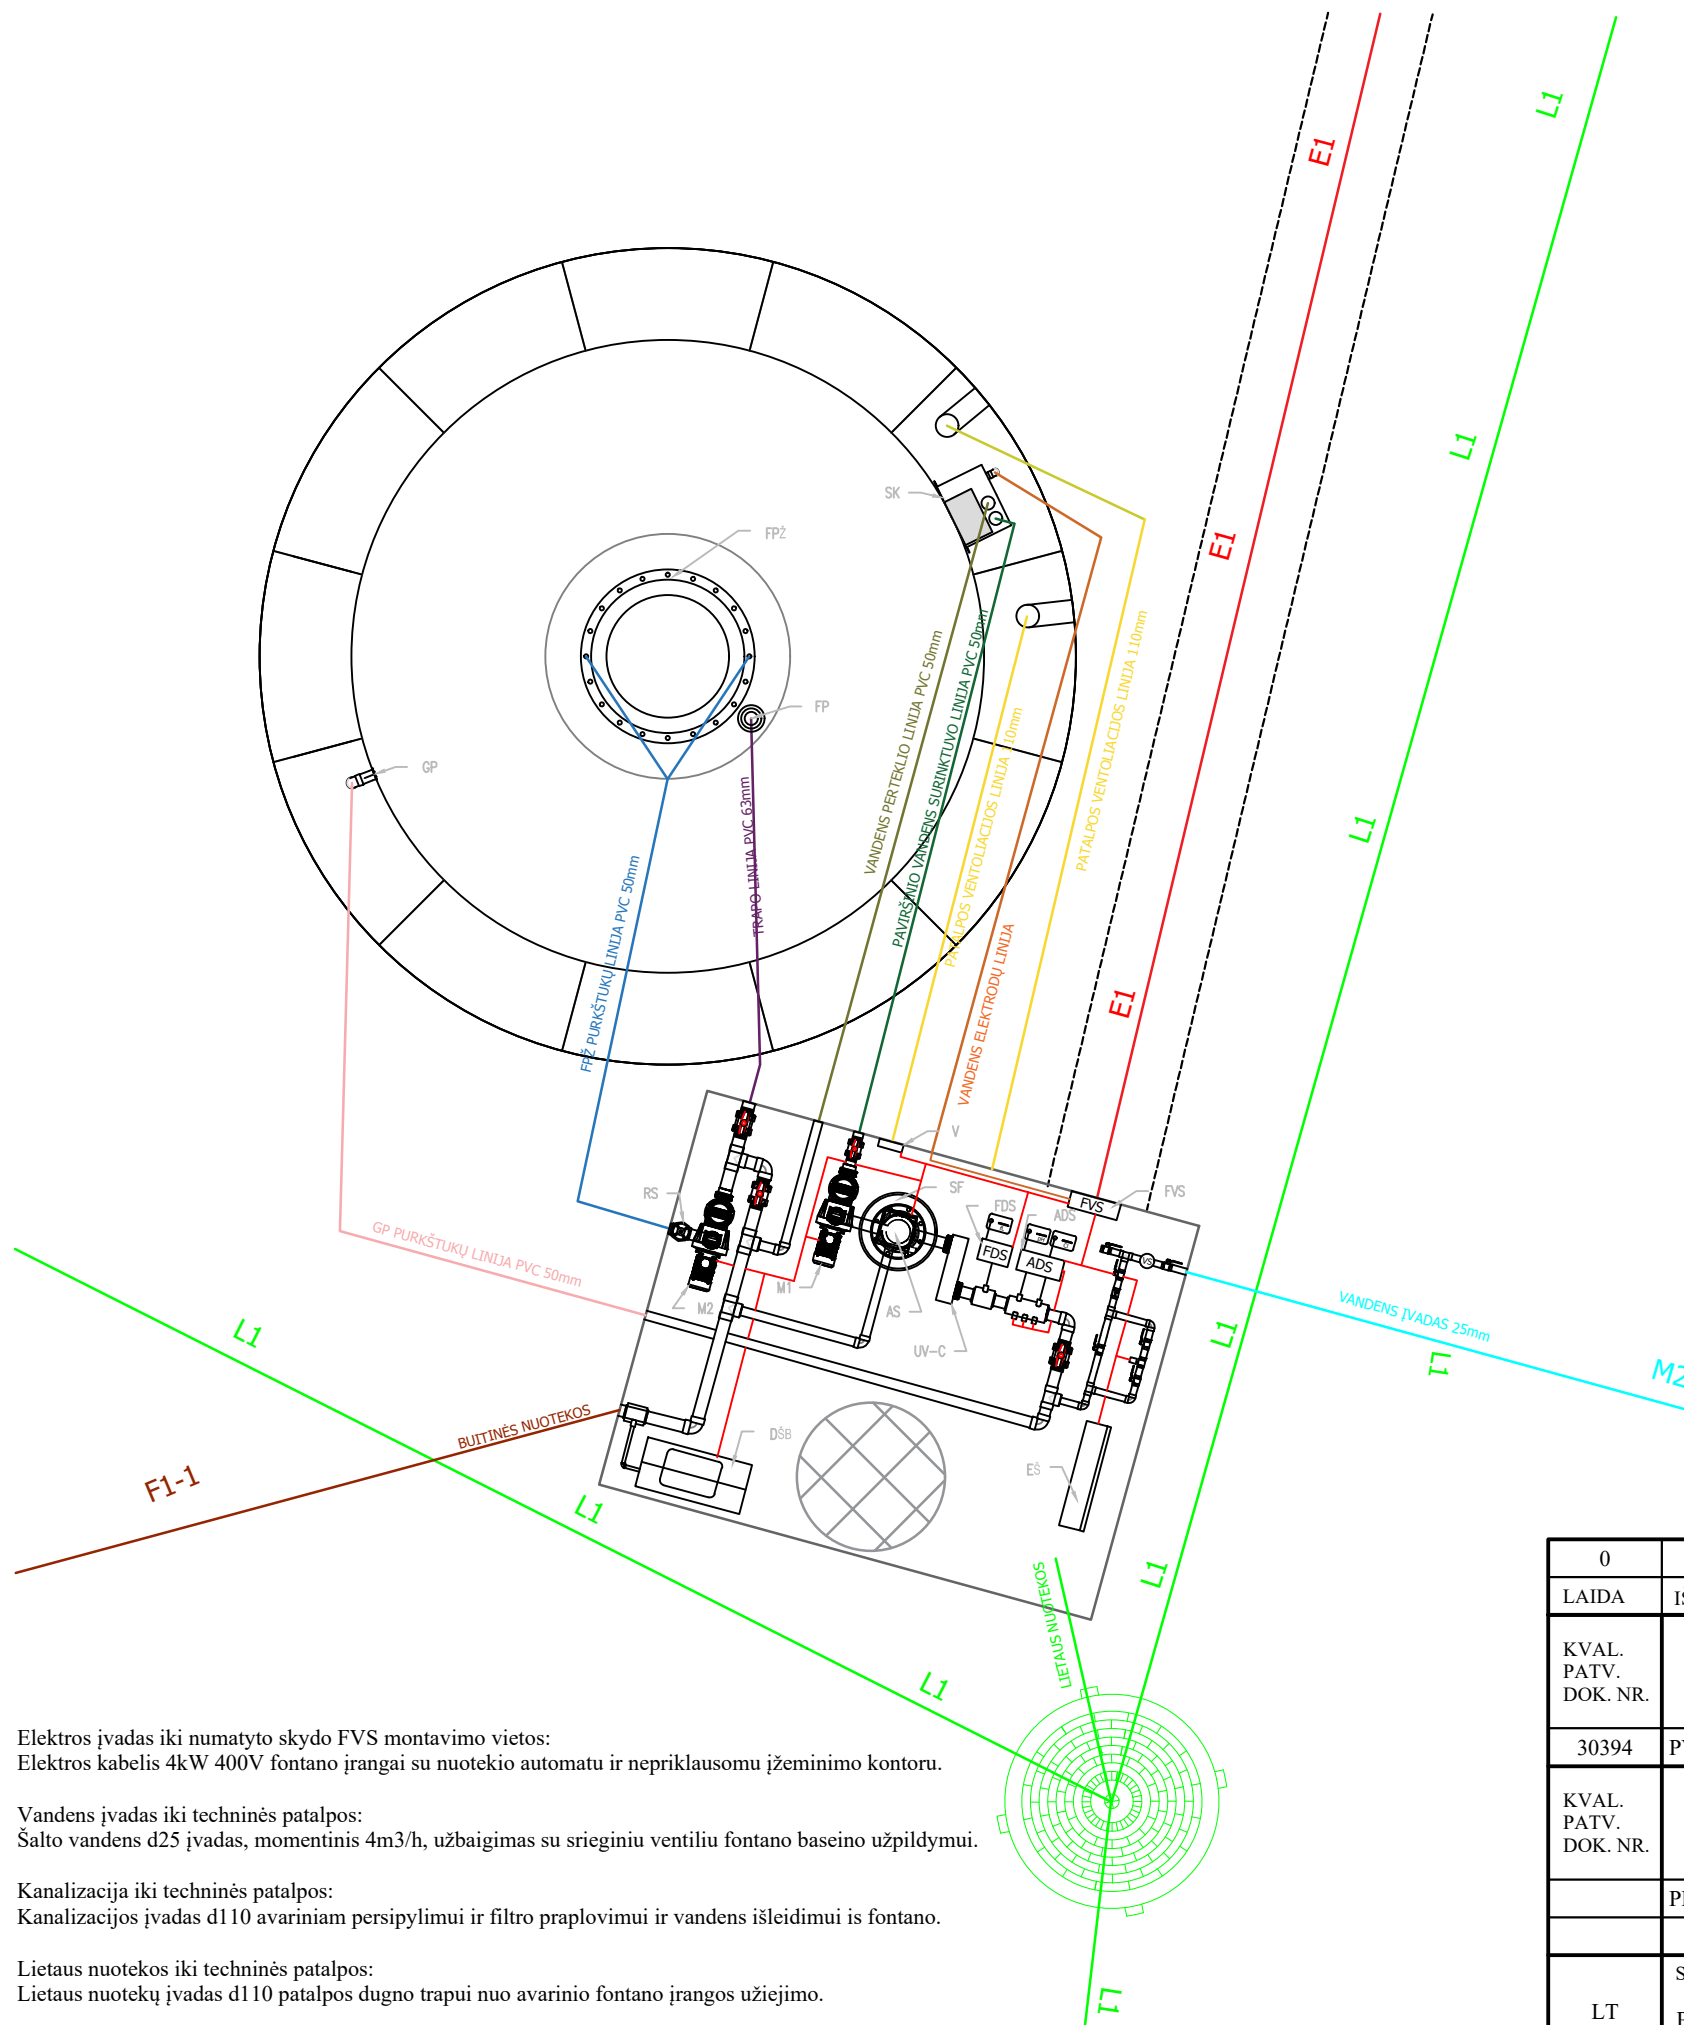 L1
E1
L1
E1
SK
FPŽ
FP
GP
L1
E1
VANDENS PERTEKLIO LINIJA PVC 50mm
PAVIRŠINIO VANDENS SURINKTUVO LINIJA PVC 50mm
PATALPOS VENTOLIACIJOS LINIJA 110mm
PATALPOS VENTOLIACIJOS LINIJA 110mm
VANDENS ELEKTRODŲ LINIJA
TRAPO LINIJA PVC 63mm
FPŽ PURKŠTUKŲ LINIJA PVC 50mm
GP PURKŠTUKŲ LINIJA PVC 50mm
V
RS
SF
FDS
ADS
FVS
FVS
FDS
ADS
VS
M1
M2
AS
UV-C
DŠB
EŠ
L1
L1
L1
VANDENS ĮVADAS 25mm
M2
BUITINĖS NUOTEKOS
F1-1
L1
L1
LIETAUS NUOTEKOS
L1
L1
Elektros įvadas iki numatyto skydo FVS montavimo vietos:
Elektros kabelis 4kW 400V fontano įrangai su nuotekio automatu ir nepriklausomu įžeminimo kontoru.
Vandens įvadas iki techninės patalpos:
Šalto vandens d25 įvadas, momentinis 4m3/h, užbaigimas su srieginiu ventiliu fontano baseino užpildymui.
Kanalizacija iki techninės patalpos:
Kanalizacijos įvadas d110 avariniam persipylimui ir filtro praplovimui ir vandens išleidimui is fontano.
Lietaus nuotekos iki techninės patalpos:
Lietaus nuotekų įvadas d110 patalpos dugno trapui nuo avarinio fontano įrangos užiejimo.
0
LAIDA
KVAL.
PATV.
DOK. NR.
30394
KVAL.
PATV.
DOK. NR.
LT